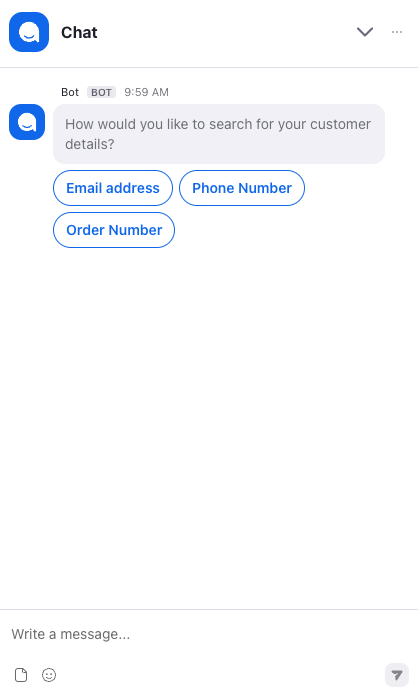 Chat
Bot BOT 9:59 AM
How would you like to search for your customer
details?
Email address Phone Number
Order Number
Write a message...